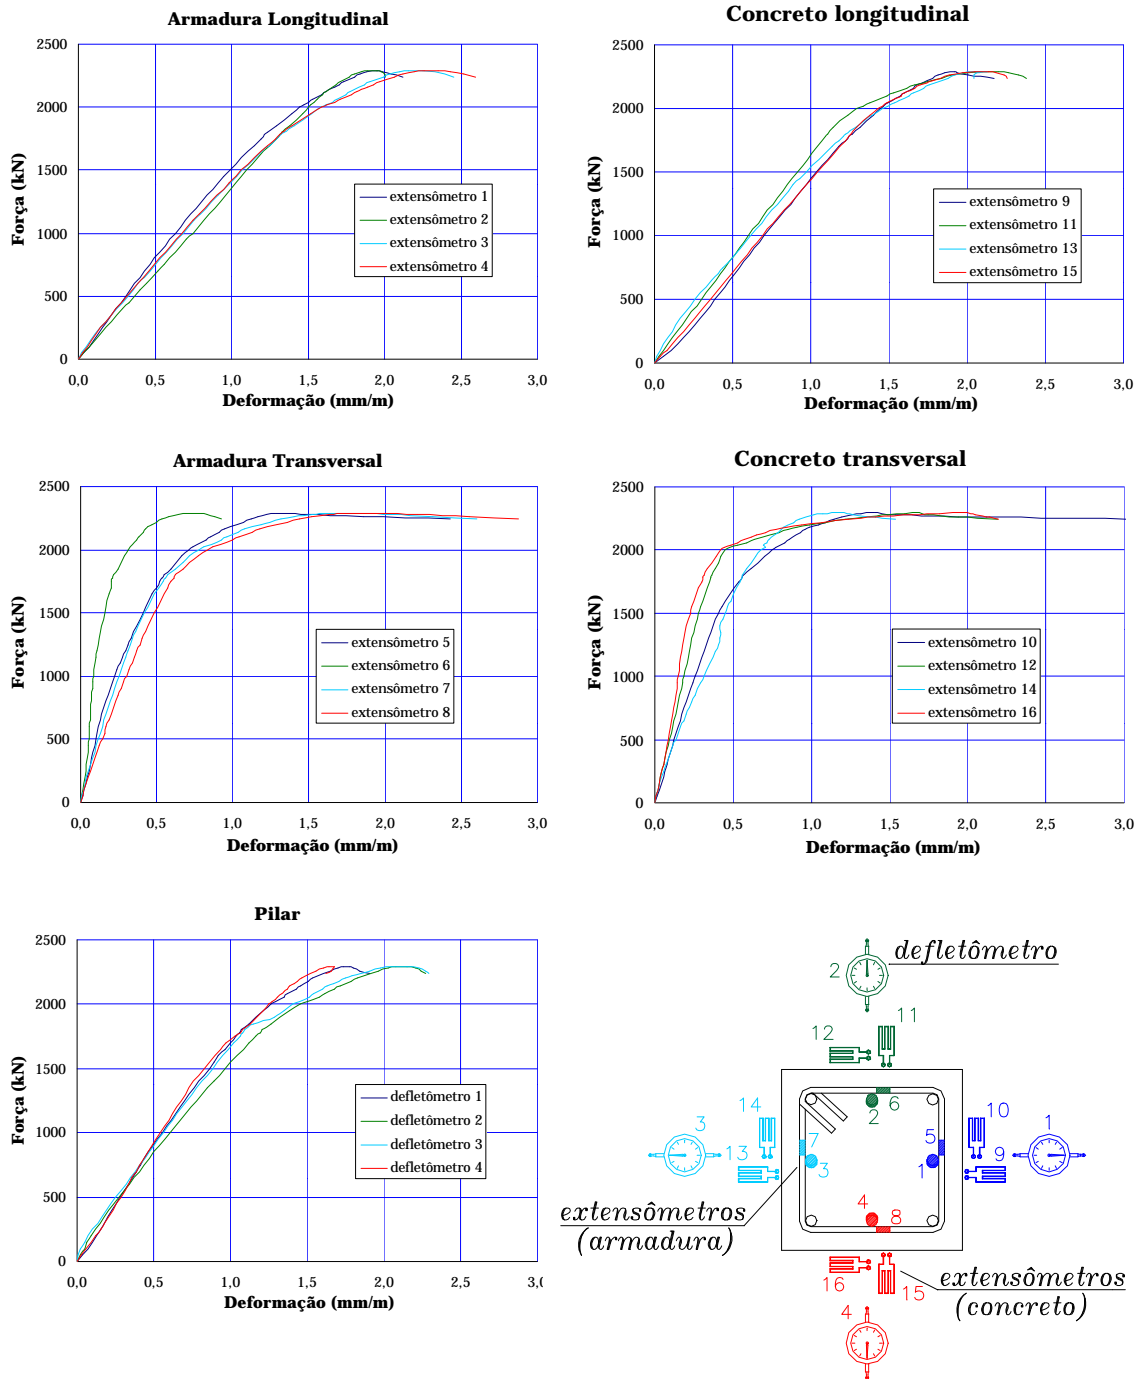 Armadura Longitudinal
2500
2000
1500
1000
500
0
Força (kN)
extensômetro 1
extensômetro 2
extensômetro 3
extensômetro 4
0,0 0,5 1,0 1,5 2,0 2,5 3,0
Deformação (mm/m)
Concreto longitudinal
2500
2000
1500
1000
500
0
Força (kN)
extensômetro 9
extensômetro 11
extensômetro 13
extensômetro 15
0,0 0,5 1,0 1,5 2,0 2,5 3,0
Deformação (mm/m)
Armadura Transversal
2500
2000
1500
1000
500
0
Força (kN)
extensômetro 5
extensômetro 6
extensômetro 7
extensômetro 8
0,0 0,5 1,0 1,5 2,0 2,5 3,0
Deformação (mm/m)
Concreto transversal
2500
2000
1500
1000
500
0
Força (kN)
extensômetro 10
extensômetro 12
extensômetro 14
extensômetro 16
0,0 0,5 1,0 1,5 2,0 2,5 3,0
Deformação (mm/m)
Pilar
2500
2000
1500
1000
500
0
Força (kN)
defletômetro 1
defletômetro 2
defletômetro 3
defletômetro 4
0,0 0,5 1,0 1,5 2,0 2,5 3,0
Deformação (mm/m)
defletômetro
2
11
12
2 6
3 14 10 1
7 5
13 3 1 9
4 8
extensômetros
(armadura)
16 15
extensômetros
(concreto)
4